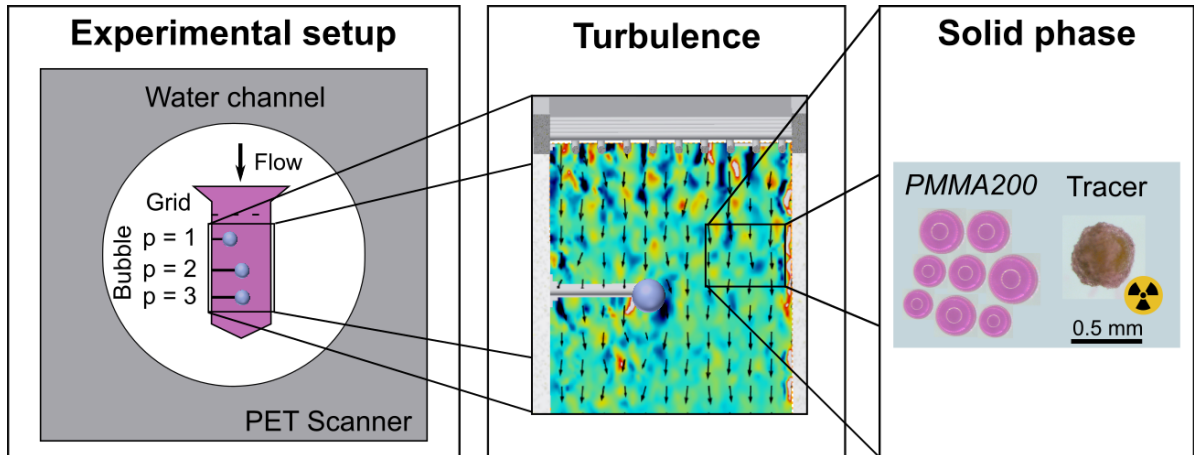 Experimental setup
Water channel
Flow
Grid
Bubble
p = 1
p = 2
p = 3
PET Scanner
Turbulence
Solid phase
PMMA200
Tracer
0.5 mm